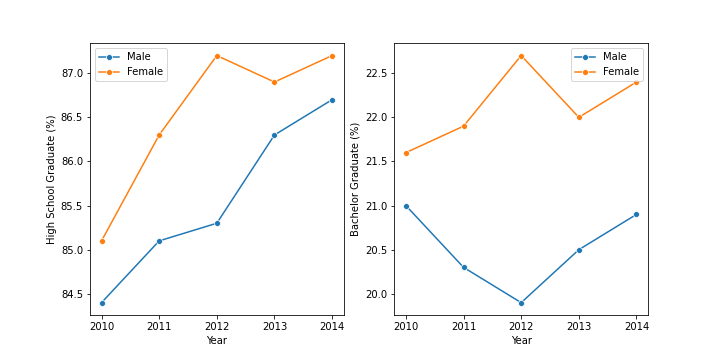 Male
Female
High School Graduate (%)
87.0
86.5
86.0
85.5
85.0
84.5
2010 2011 2012 2013 2014
Year
Male
Female
Bachelor Graduate (%)
22.5
22.0
21.5
21.0
20.5
20.0
2010 2011 2012 2013 2014
Year